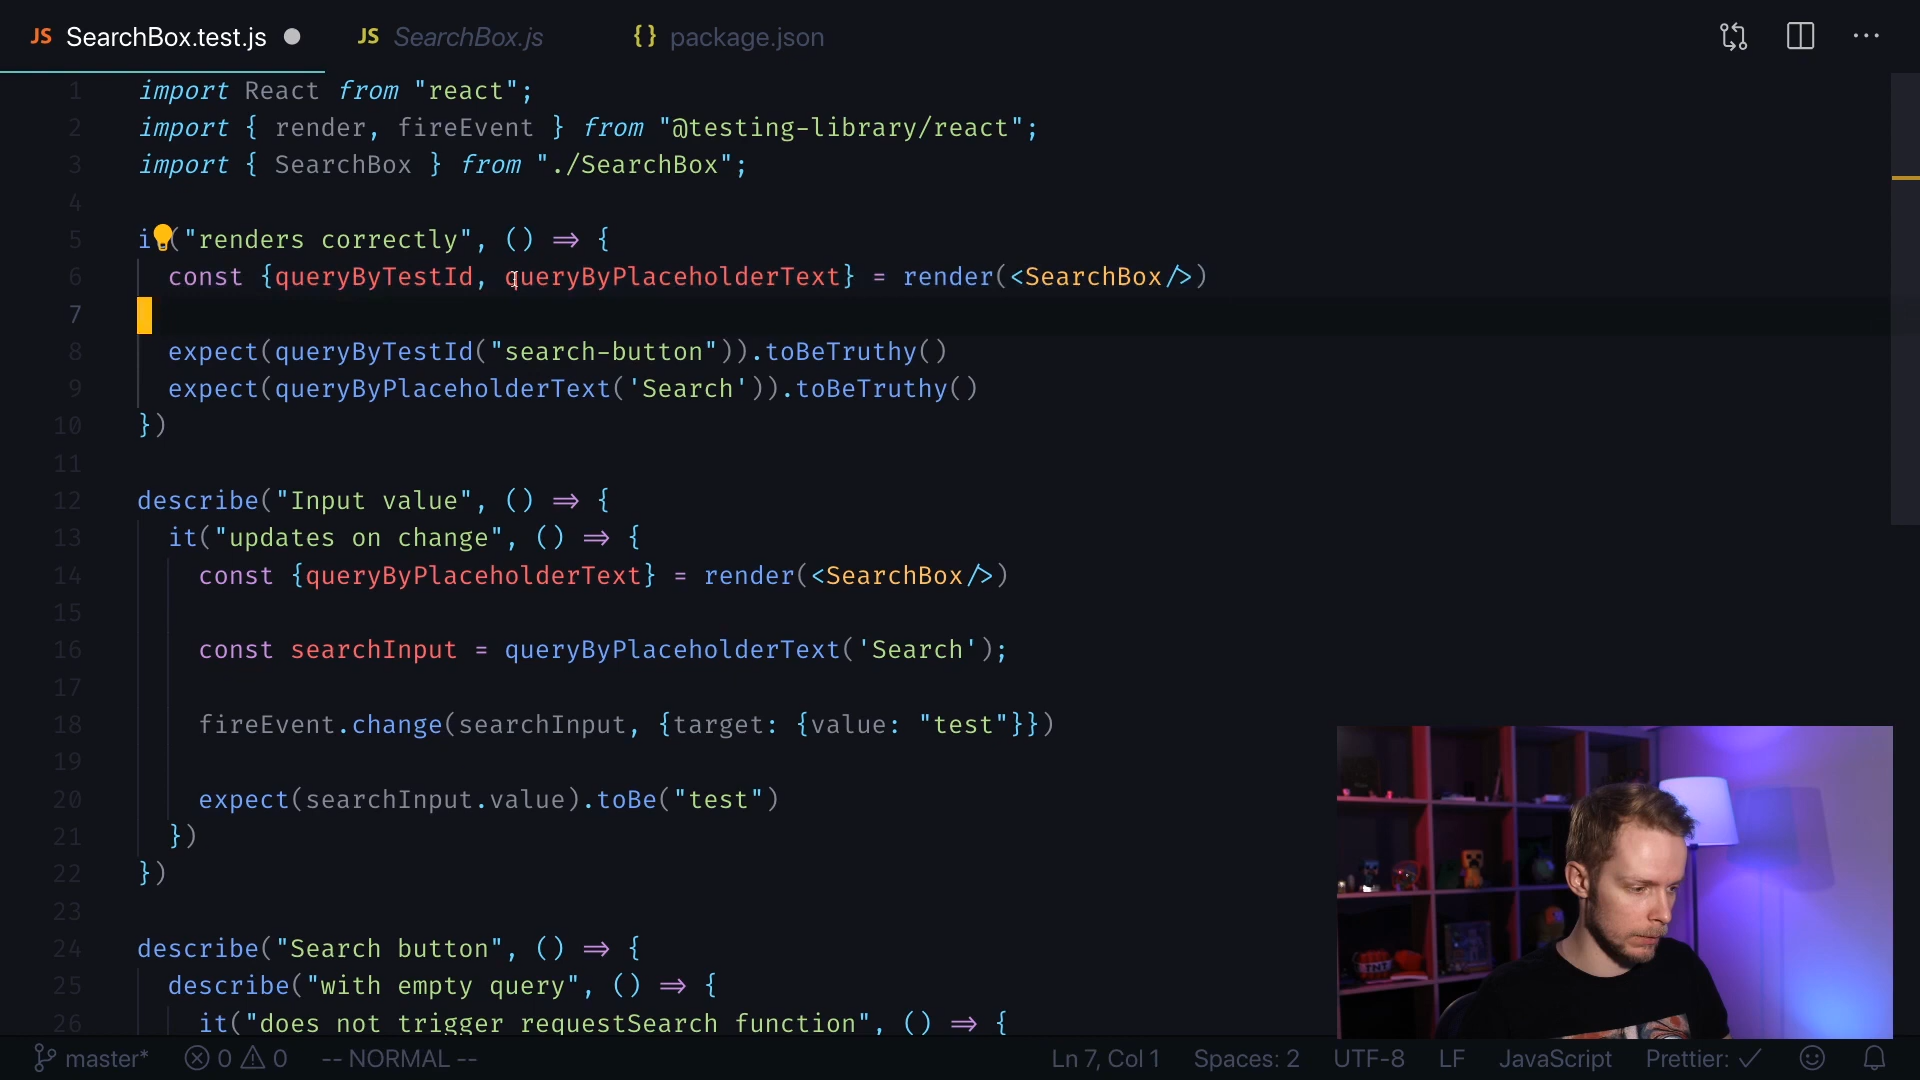 JS SearchBox.test.js JS SearchBox.js {} package.json
1 import React from "react";
2 import { render, fireEvent } from "@testing-library/react";
3 import { SearchBox } from "./SearchBox";
4
5 i ("renders correctly", () => {
6 const {queryByTestId, queryByPlaceholderText} = render(<SearchBox/>)
7
8 expect(queryByTestId("search-button")).toBeTruthy()
9 expect(queryByPlaceholderText('Search')).toBeTruthy()
10 })
11
12 describe("Input value", () => {
13 it("updates on change", () => {
14 const {queryByPlaceholderText} = render(<SearchBox/>)
15
16 const searchInput = queryByPlaceholderText('Search');
17
18 fireEvent.change(searchInput, {target: {value: "test"}})
19
20 expect(searchInput.value).toBe("test")
21 })
22 })
23
24 describe("Search button", () => {
25 describe("with empty query", () => {
26 it("does not trigger requestSearch function", () => {
TNT
master* 0 0 -- NORMAL -- Ln 7, Col 1 Spaces: 2 UTF-8 LF JavaScript Prettier: ✓